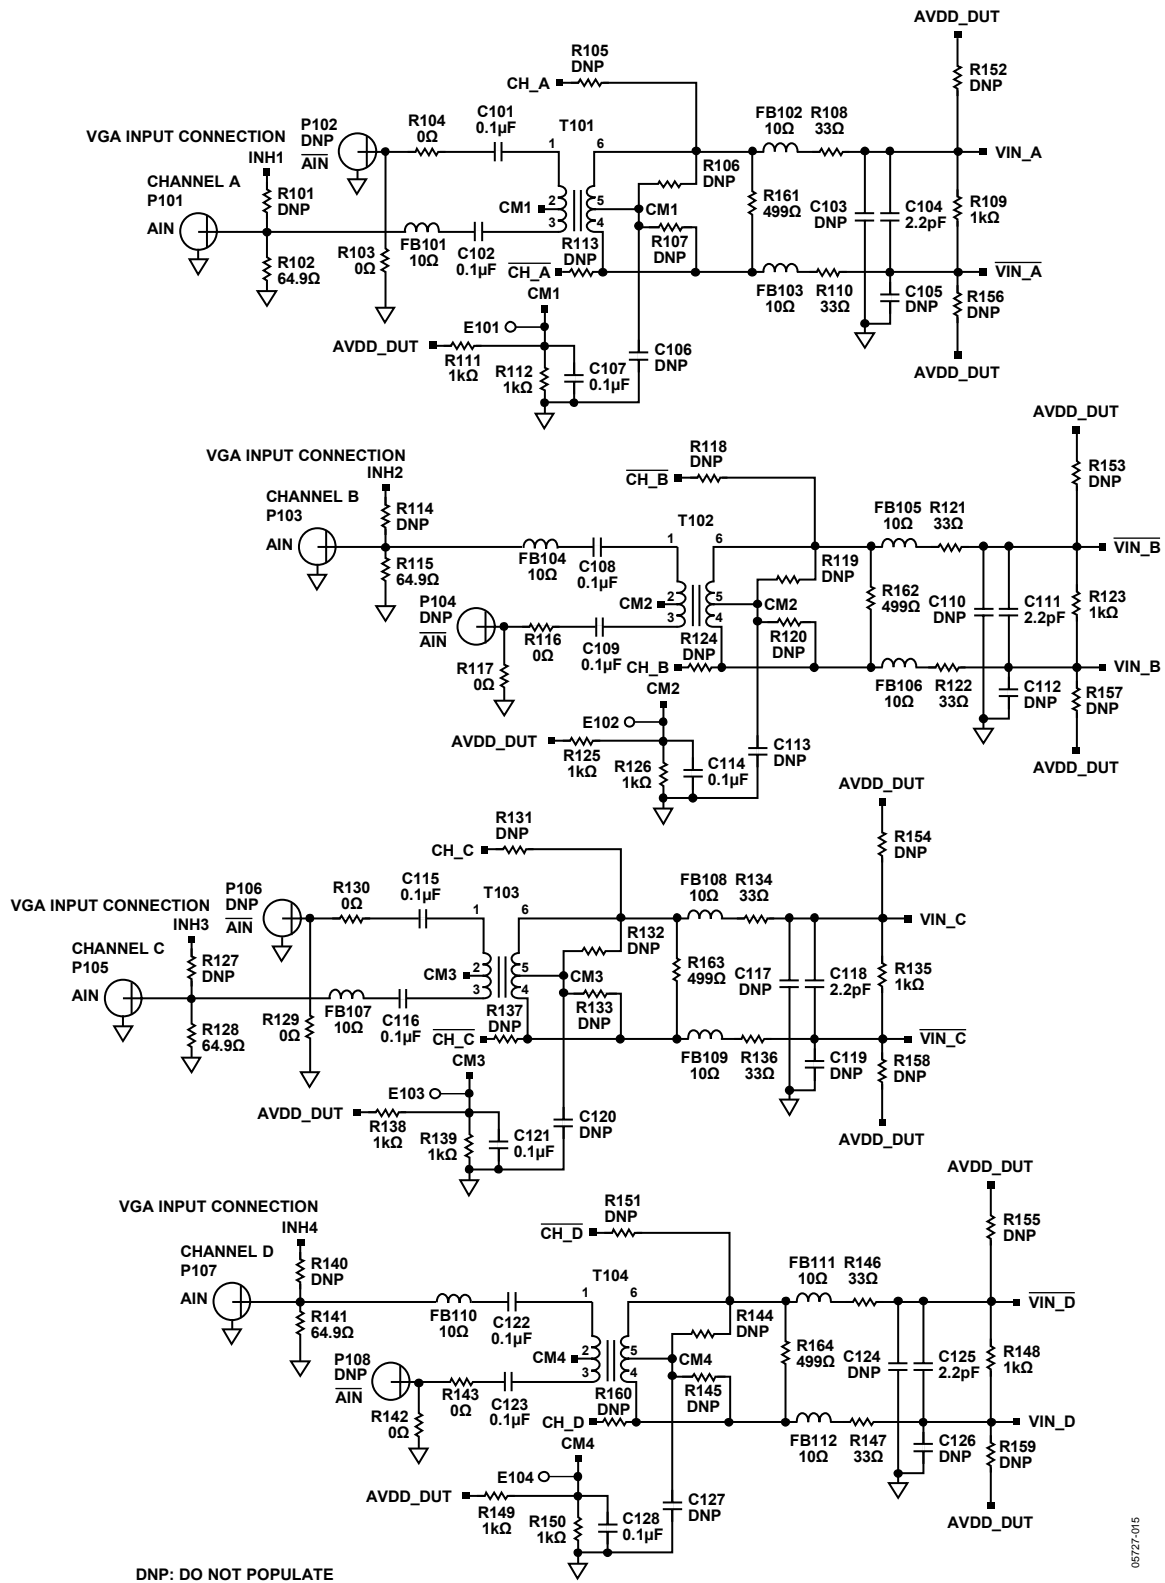 AVDD_DUT
R152
DNP
R105
DNP
CH_A
VGA INPUT CONNECTION
INH1
P102
DNP
AIN
R104
0Ω
C101
0.1µF
T101
1
6
FB102
10Ω
R108
33Ω
VIN_A
CHANNEL A
P101
AIN
R101
DNP
R106
DNP
CM1
2
5
CM1
3
4
R161
499Ω
C103
DNP
C104
2.2pF
R109
1kΩ
R102
64.9Ω
R103
0Ω
FB101
10Ω
C102
0.1µF
R113
DNP
R107
DNP
CH_A
VIN_A
FB103
10Ω
R110
33Ω
C105
DNP
R156
DNP
AVDD_DUT
CM1
E101
AVDD_DUT
R111
1kΩ
R112
1kΩ
C107
0.1µF
C106
DNP
AVDD_DUT
R153
DNP
R118
DNP
CH_B
VGA INPUT CONNECTION
INH2
CHANNEL B
P103
AIN
R114
DNP
R115
64.9Ω
T102
1
6
FB104
10Ω
C108
0.1µF
FB105
10Ω
R121
33Ω
VIN_B
R119
DNP
CM2
2
5
CM2
3
4
R162
499Ω
C110
DNP
C111
2.2pF
R123
1kΩ
P104
DNP
AIN
R116
0Ω
R117
0Ω
C109
0.1µF
R124
DNP
R120
DNP
CH_B
VIN_B
FB106
10Ω
R122
33Ω
C112
DNP
R157
DNP
AVDD_DUT
CM2
E102
AVDD_DUT
R125
1kΩ
R126
1kΩ
C114
0.1µF
C113
DNP
AVDD_DUT
R154
DNP
R131
DNP
CH_C
VGA INPUT CONNECTION
INH3
P106
DNP
AIN
R130
0Ω
C115
0.1µF
T103
1
6
FB108
10Ω
R134
33Ω
VIN_C
CHANNEL C
P105
AIN
R127
DNP
R132
DNP
CM3
2
5
CM3
3
4
R163
499Ω
C117
DNP
C118
2.2pF
R135
1kΩ
R128
64.9Ω
R129
0Ω
FB107
10Ω
C116
0.1µF
R137
DNP
R133
DNP
CH_C
VIN_C
FB109
10Ω
R136
33Ω
C119
DNP
R158
DNP
AVDD_DUT
CM3
E103
AVDD_DUT
R138
1kΩ
R139
1kΩ
C121
0.1µF
C120
DNP
AVDD_DUT
R155
DNP
R151
DNP
CH_D
VGA INPUT CONNECTION
INH4
CHANNEL D
P107
AIN
R140
DNP
R141
64.9Ω
T104
1
6
FB110
10Ω
C122
0.1µF
FB111
10Ω
R146
33Ω
VIN_D
R144
DNP
CM4
2
5
CM4
3
4
R164
499Ω
C124
DNP
C125
2.2pF
R148
1kΩ
P108
DNP
AIN
R143
0Ω
R142
0Ω
C123
0.1µF
R160
DNP
R145
DNP
CH_D
VIN_D
FB112
10Ω
R147
33Ω
C126
DNP
R159
DNP
AVDD_DUT
CM4
E104
AVDD_DUT
R149
1kΩ
R150
1kΩ
C128
0.1µF
C127
DNP
05727-015
DNP: DO NOT POPULATE